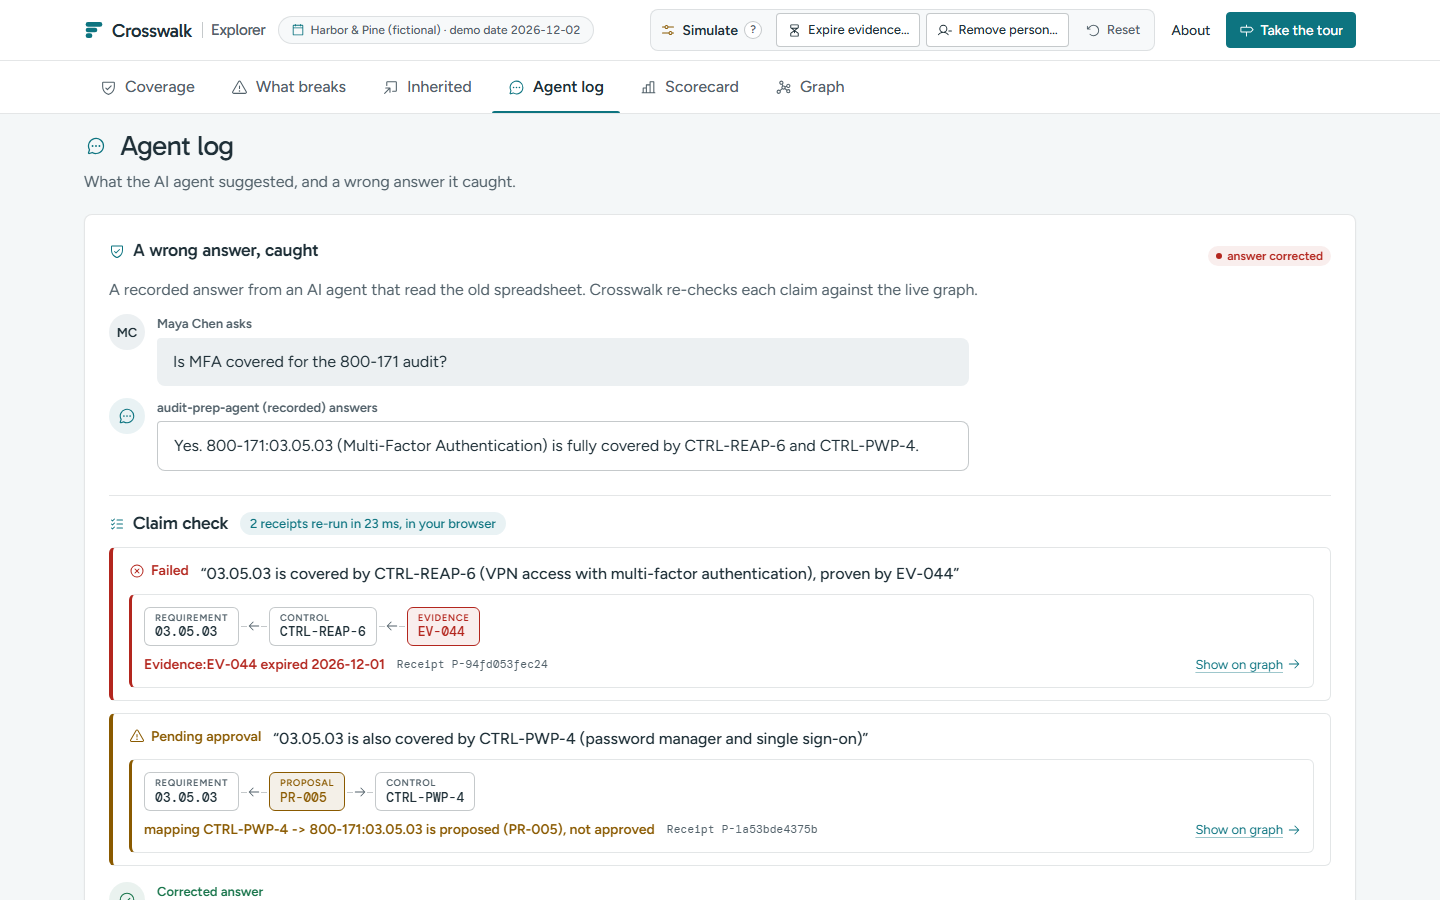 Crosswalk Explorer Harbor & Pine (fictional) · demo date 2026-12-02 Simulate ? Expire evidence... Remove person... Reset About Take the tour
Coverage What breaks Inherited Agent log Scorecard Graph
Agent log
What the AI agent suggested, and a wrong answer it caught.
A wrong answer, caught
answer corrected
A recorded answer from an AI agent that read the old spreadsheet. Crosswalk re-checks each claim against the live graph.
MC
Maya Chen asks
Is MFA covered for the 800-171 audit?
audit-prep-agent (recorded) answers
Yes. 800-171:03.05.03 (Multi-Factor Authentication) is fully covered by CTRL-REAP-6 and CTRL-PWP-4.
Claim check 2 receipts re-run in 23 ms, in your browser
Failed “03.05.03 is covered by CTRL-REAP-6 (VPN access with multi-factor authentication), proven by EV-044”
REQUIREMENT CONTROL EVIDENCE
03.05.03 ← CTRL-REAP-6 ← EV-044
Evidence:EV-044 expired 2026-12-01 Receipt P-94fd053fec24 Show on graph →
Pending approval “03.05.03 is also covered by CTRL-PWP-4 (password manager and single sign-on)”
REQUIREMENT PROPOSAL CONTROL
03.05.03 ← PR-005 → CTRL-PWP-4
mapping CTRL-PWP-4 -> 800-171:03.05.03 is proposed (PR-005), not approved Receipt P-1a53bde4375b Show on graph →
Corrected answer